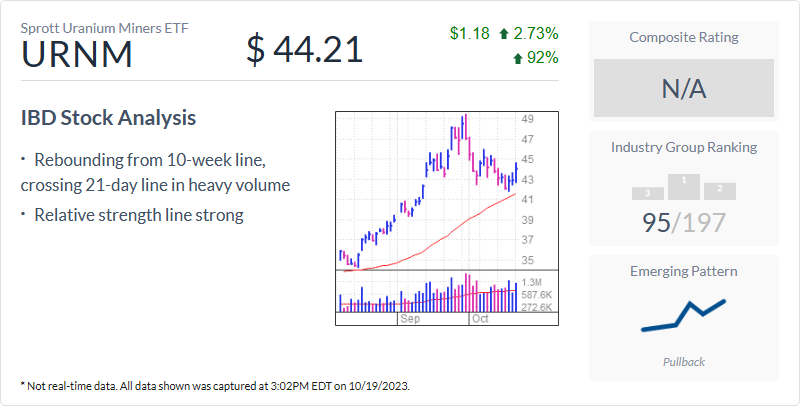 Sprott Uranium Miners ETF
URNM
$ 44.21
$1.18 2.73%
92%
IBD Stock Analysis
· Rebounding from 10-week line,
crossing 21-day line in heavy volume
· Relative strength line strong
49
47
45
43
41
39
37
35
1.3M
587.6K
272.6K
Sep Oct
Composite Rating
N/A
Industry Group Ranking
3 1 2
95/197
Emerging Pattern
Pullback
* Not real-time data. All data shown was captured at 3:02PM EDT on 10/19/2023.